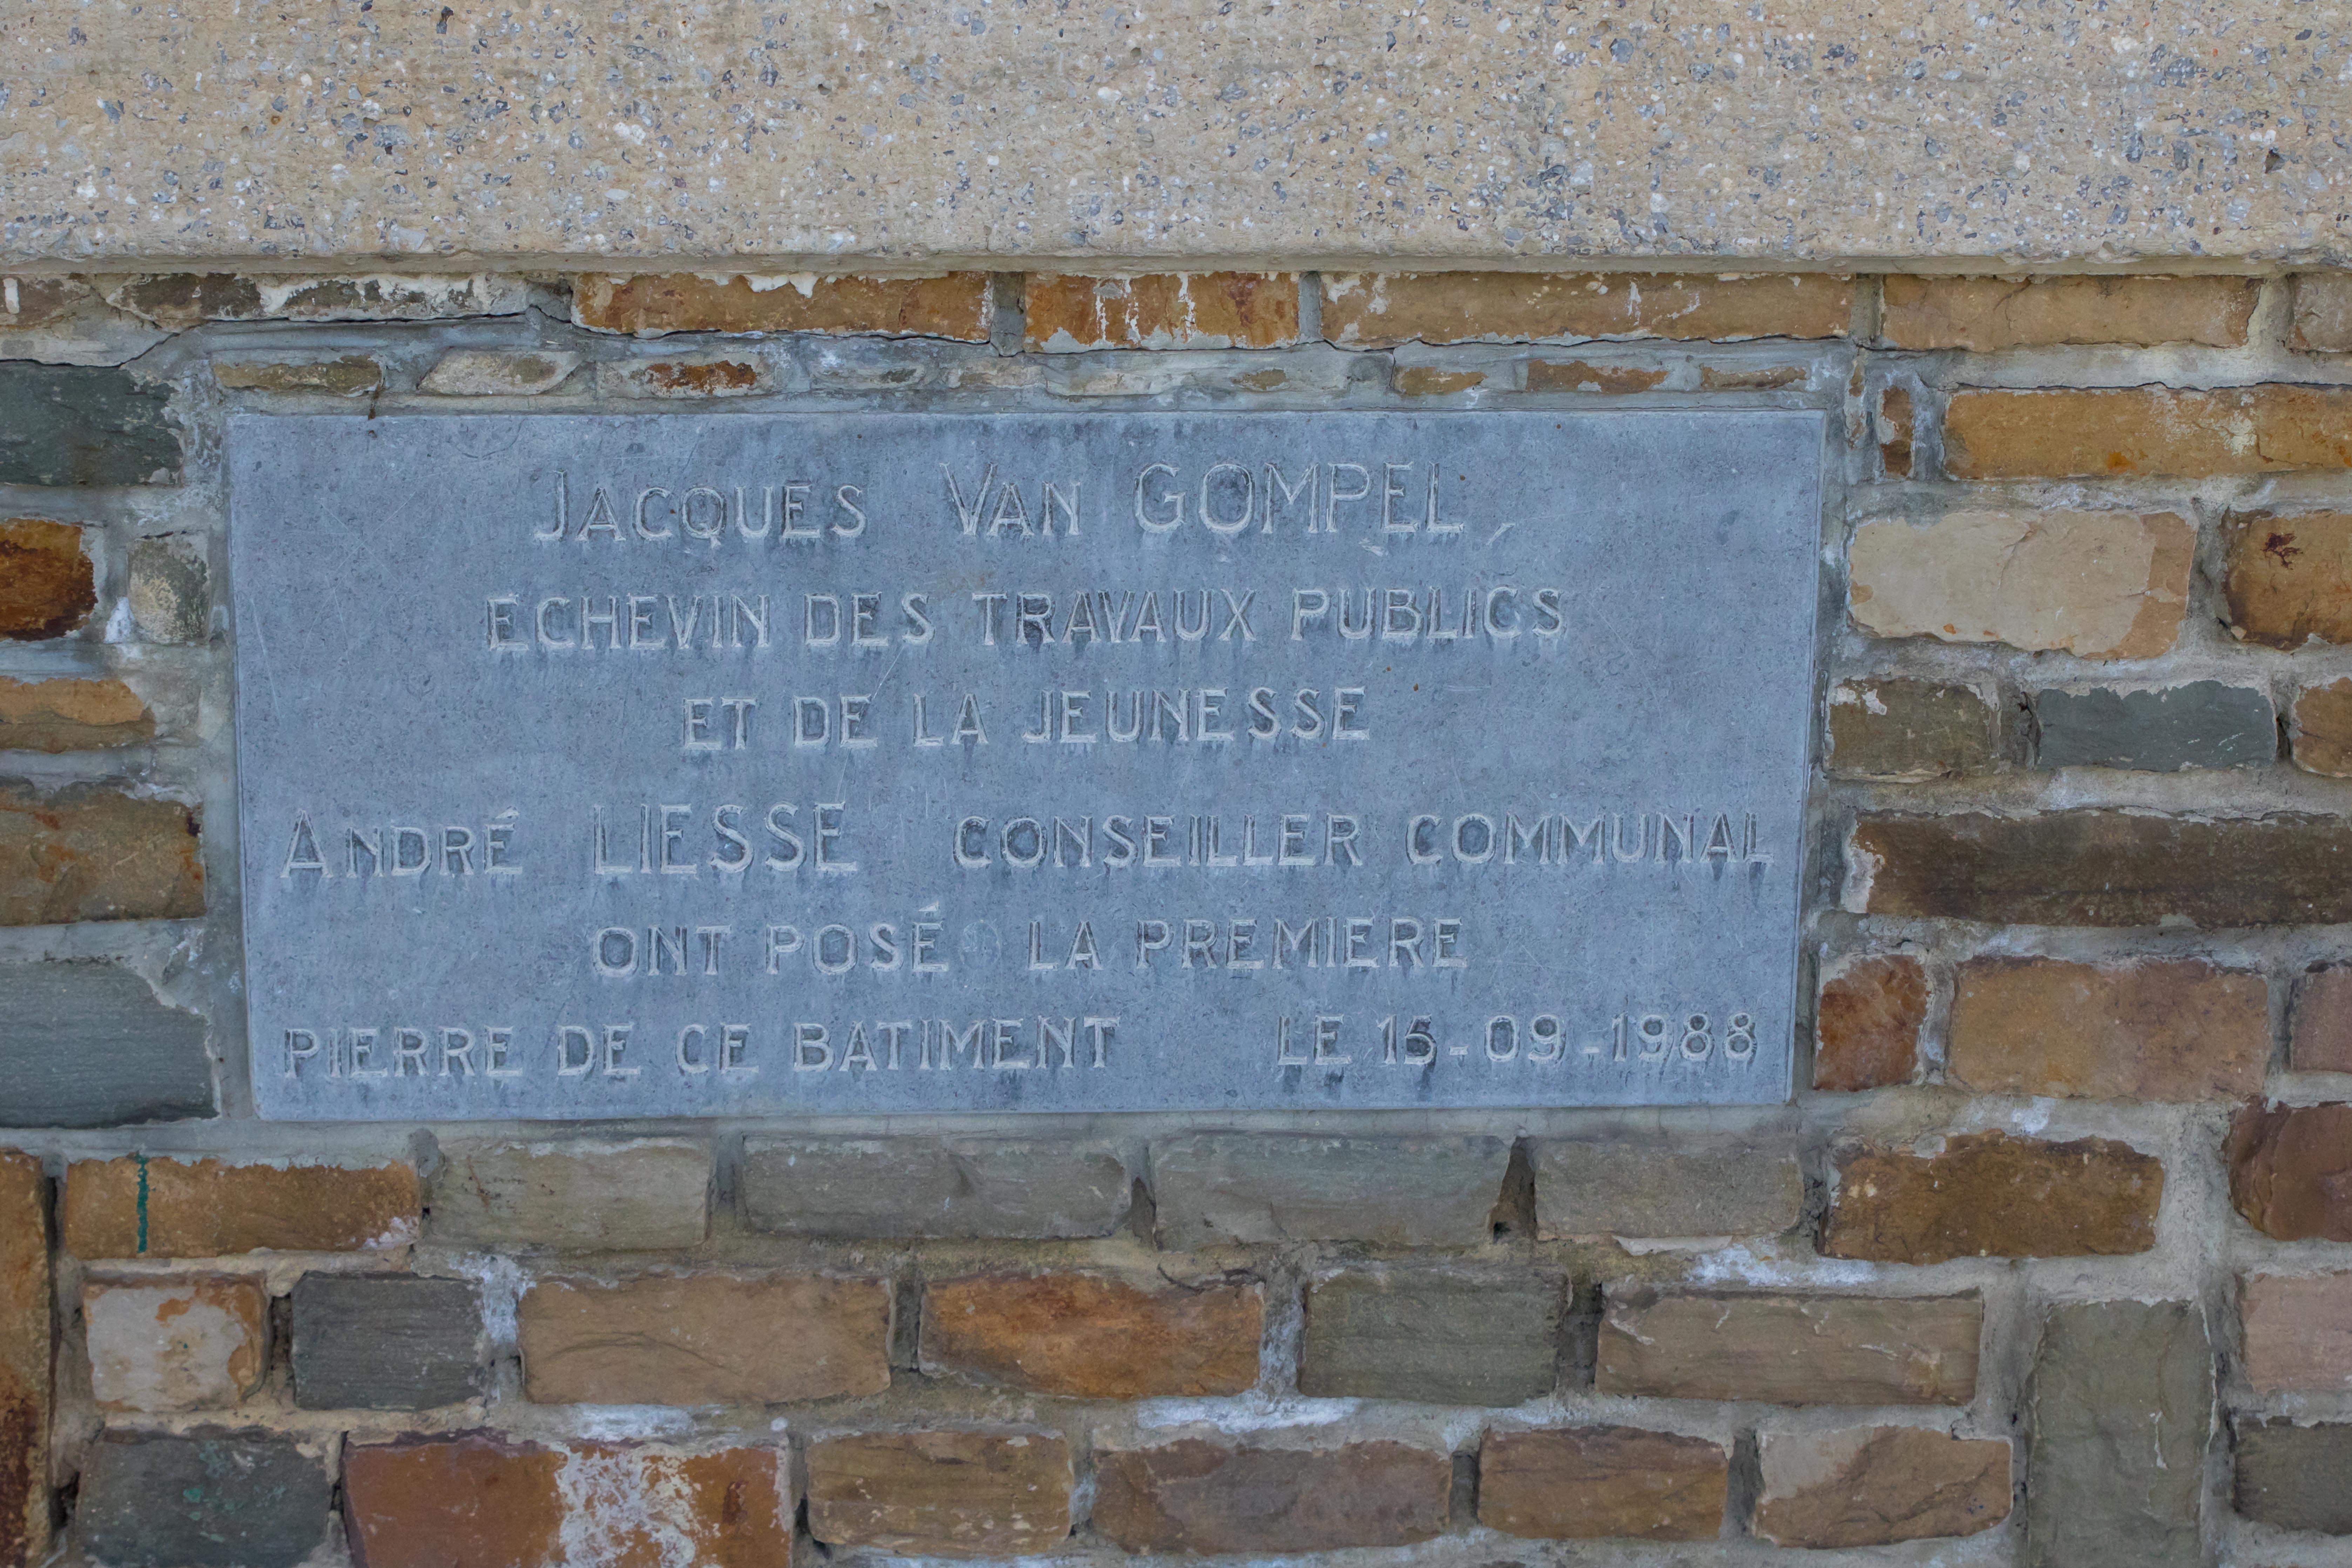 JACQUES VAN GOMPEL,
ECHEVIN DES TRAVAUX PUBLICS
ET DE LA JEUNESSE
ANDRÉ LIESSE CONSEILLER COMMUNAL
ONT POSÉ LA PREMIERE
PIERRE DE CE BATIMENT LE 15-09-1988